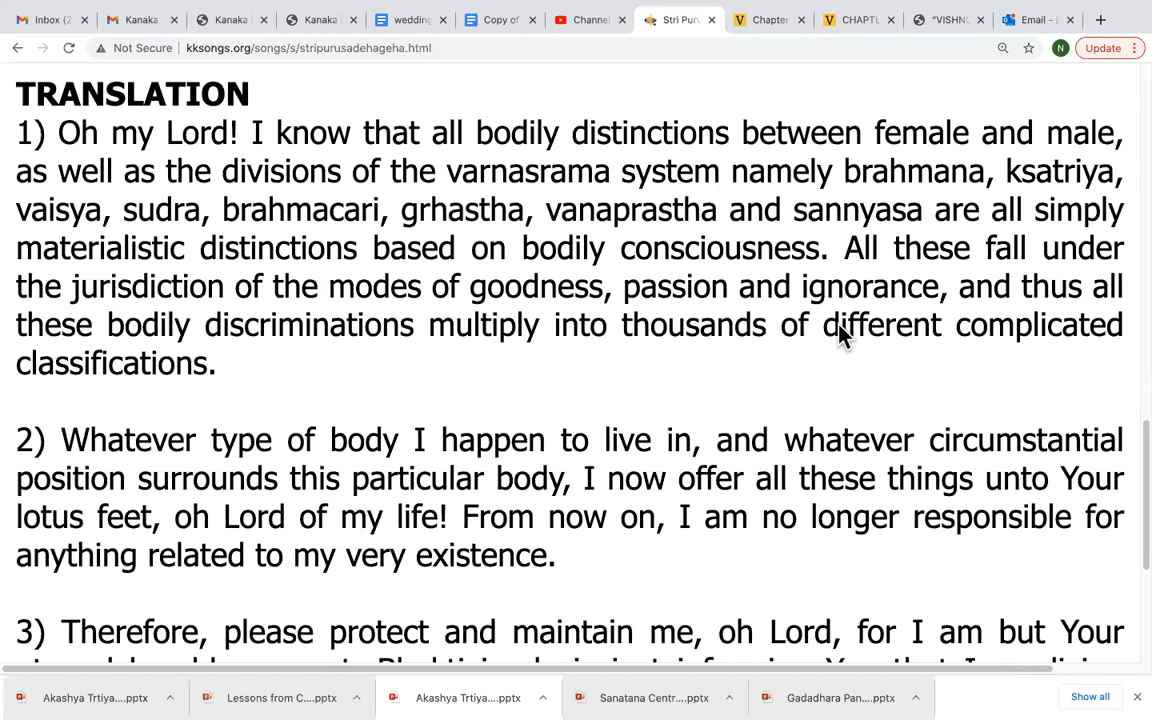 Inbox (2
Kanaka
Kanaka
Kanaka
wedding
Copy of
Channel
Stri Puru
Chapter
CHAPTE
"VISHNU
Email -
Not Secure
kksongs.org/songs/s/stripurusadehageha.html
N
Update
TRANSLATION
1) Oh my Lord! I know that all bodily distinctions between female and male,
as well as the divisions of the varnasrama system namely brahmana, ksatriya,
vaisya, sudra, brahmacari, grhastha, vanaprastha and sannyasa are all simply
materialistic distinctions based on bodily consciousness. All these fall under
the jurisdiction of the modes of goodness, passion and ignorance, and thus all
these bodily discriminations multiply into thousands of different complicated
classifications.
2) Whatever type of body I happen to live in, and whatever circumstantial
position surrounds this particular body, I now offer all these things unto Your
lotus feet, oh Lord of my life! From now on, I am no longer responsible for
anything related to my very existence.
3) Therefore, please protect and maintain me, oh Lord, for I am but Your
Akashya Trtiya....pptx
Lessons from C....pptx
Akashya Trtiya....pptx
Sanatana Centr....pptx
Gadadhara Pan....pptx
Show all